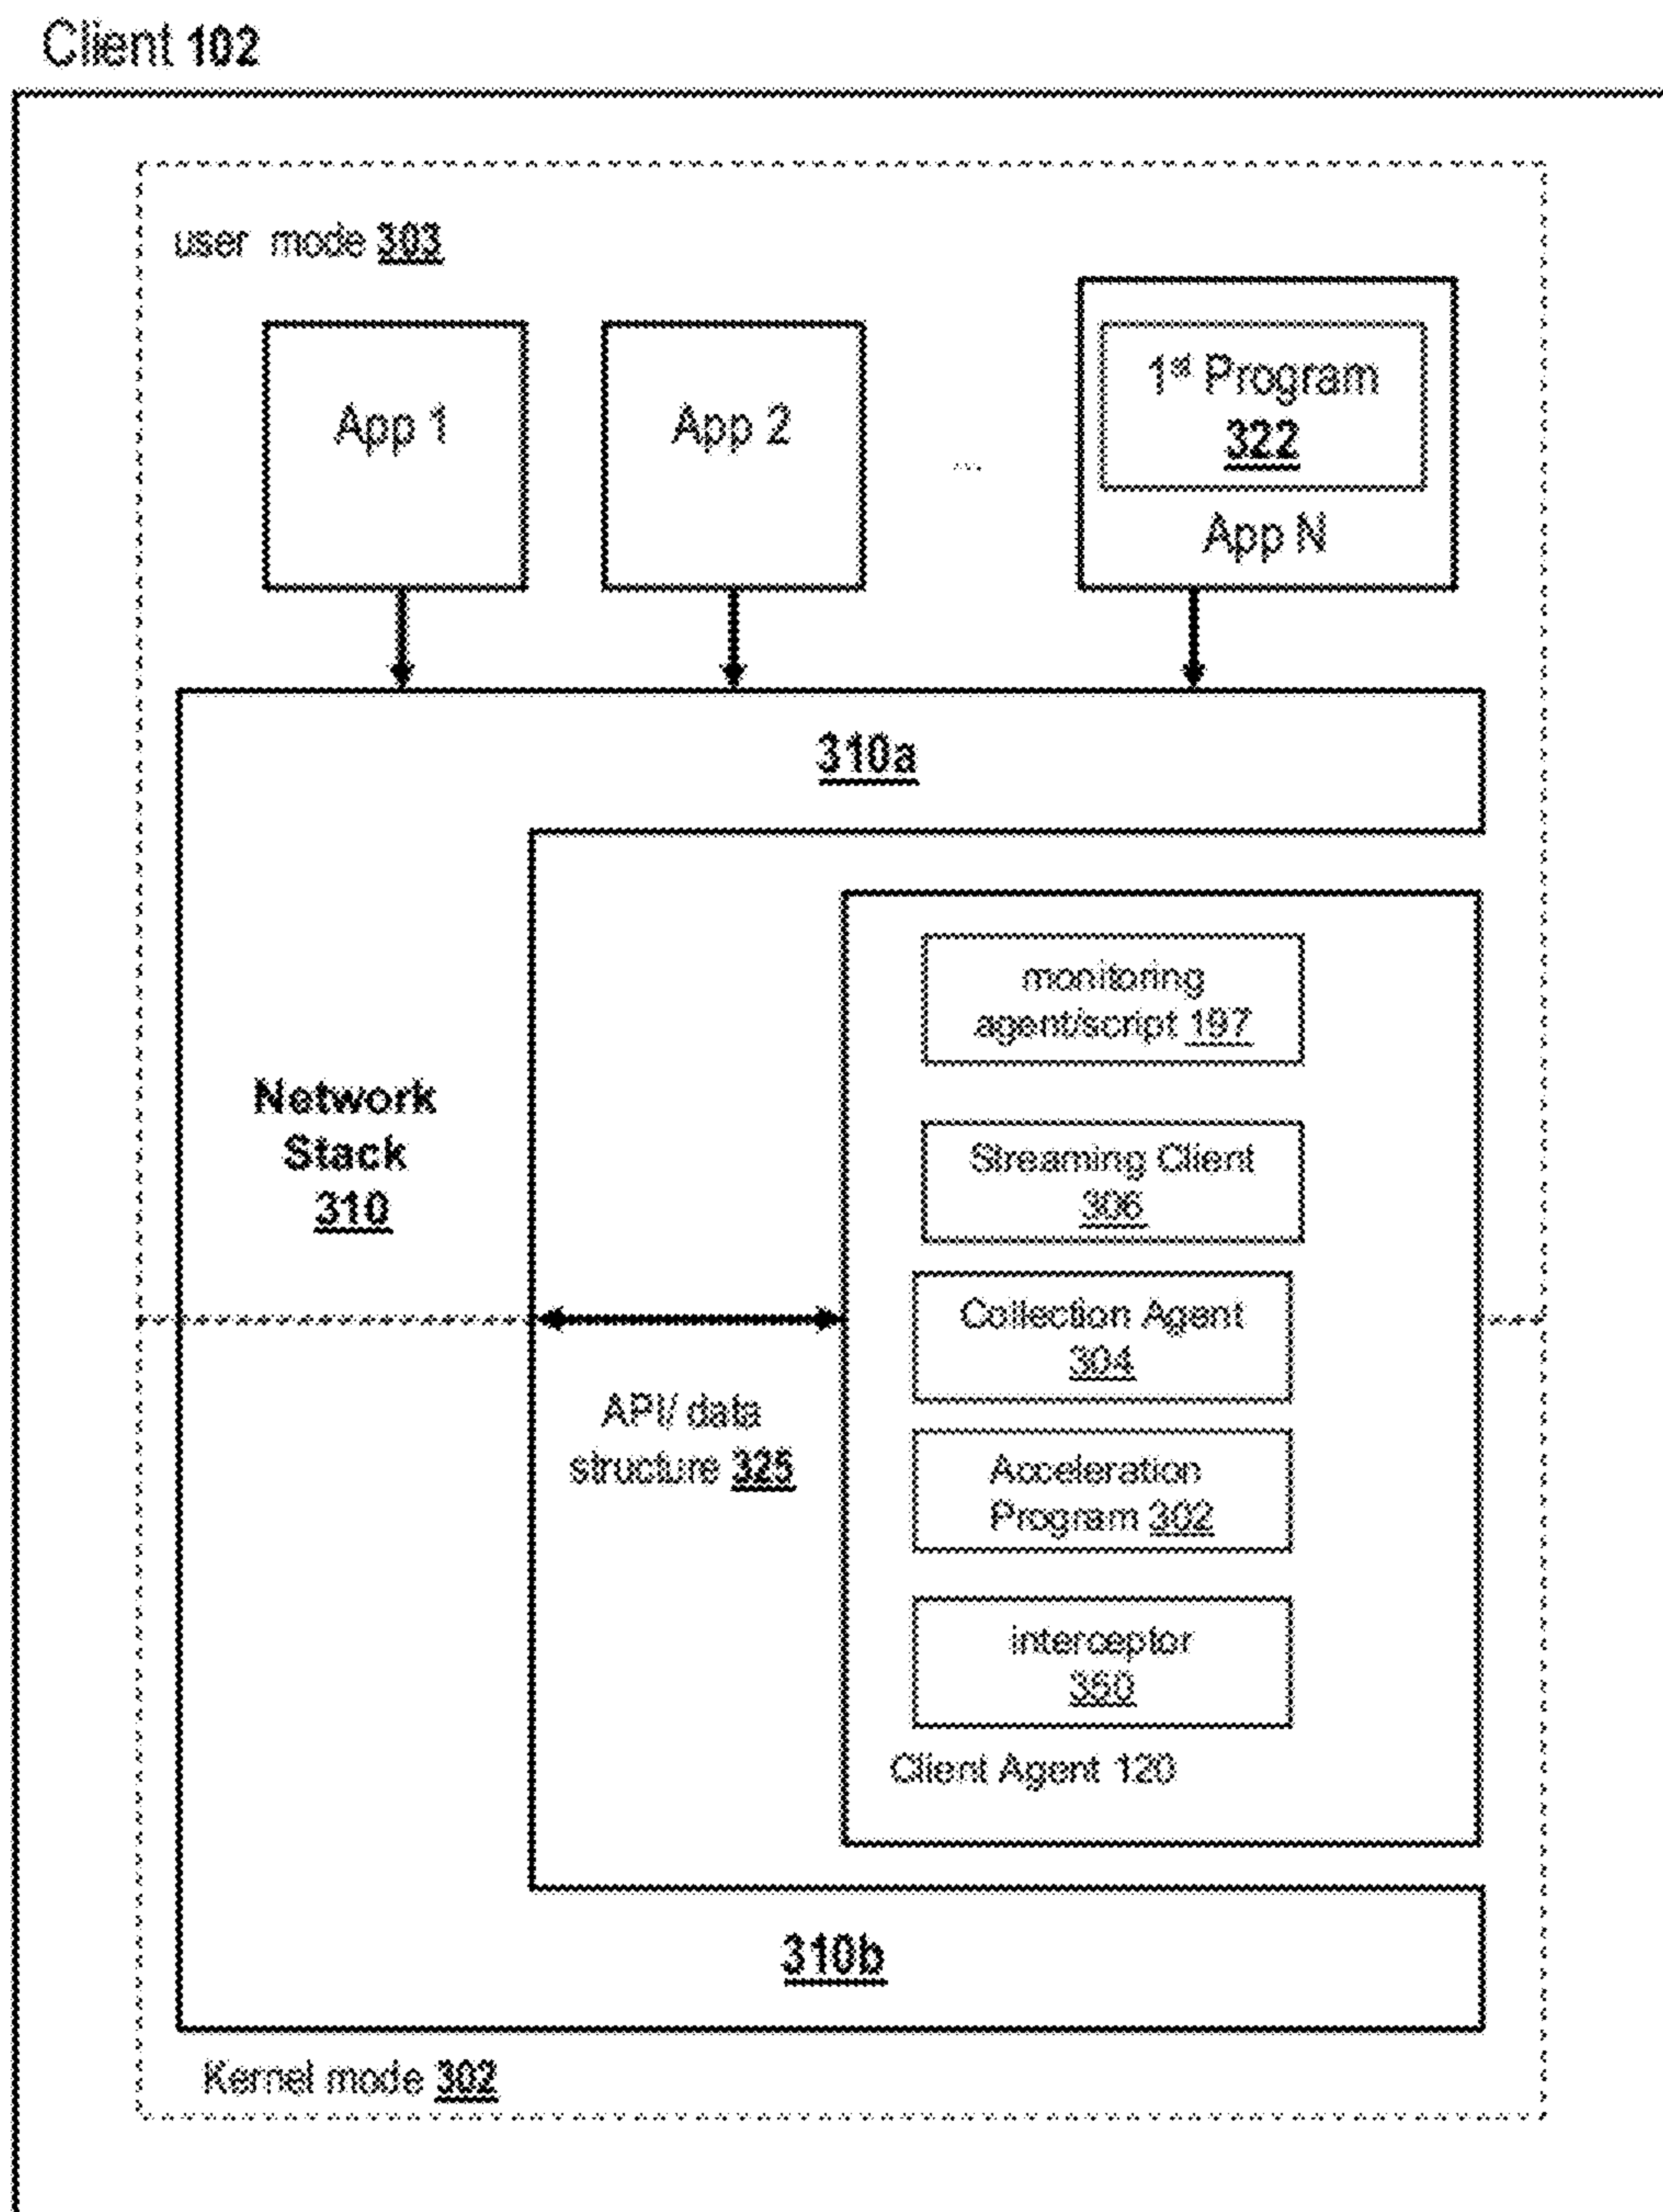 Client 102
user mode 303
App 1
App 2
...
1st Program
322
App N
310a
Network
Stack
310
monitoring
agent/script 197
Streaming Client
306
Collection Agent
304
API/ data
structure 325
Acceleration
Program 302
interceptor
350
Client Agent 120
310b
Kernel mode 302